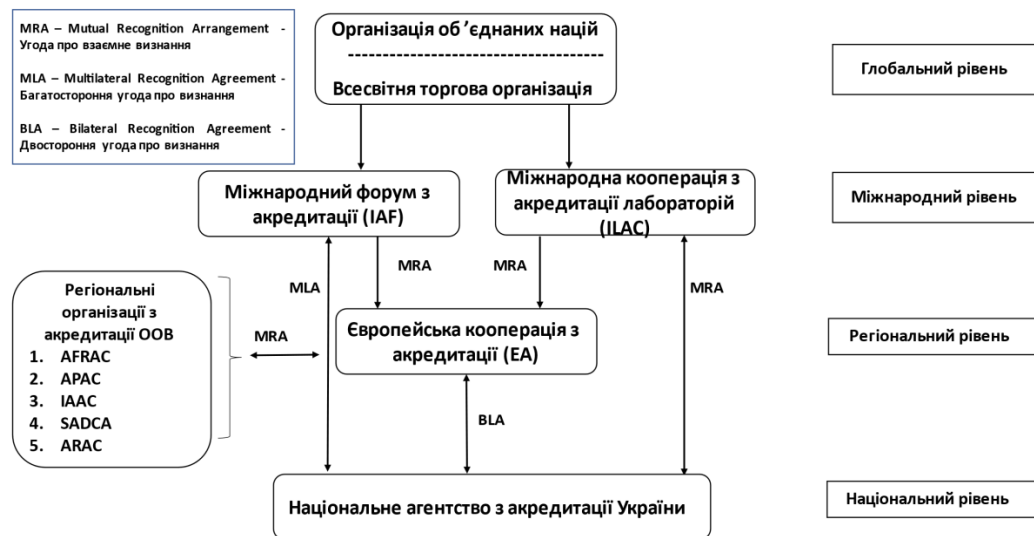 MRA – Mutual Recognition Arrangement -
Угода про взаємне визнання
MLA – Multilateral Recognition Agreement -
Багатостороння угода про визнання
BLA – Bilateral Recognition Agreement -
Двостороння угода про визнання
Організація об ’єднаних націй
Всесвітня торгова організація
Глобальний рівень
Міжнародний форум з
акредитації (IAF)
Міжнародна кооперація з
акредитації лабораторій
(ILAC)
Міжнародний рівень
MRA
MRA
MLA
MRA
Регіональні
організації з
акредитації ООВ
1. AFRAC
2. APAC
3. IAAC
4. SADCA
5. ARAC
MRA
Європейська кооперація з
акредитації (EA)
Регіональний рівень
BLA
Національне агентство з акредитації України
Національний рівень